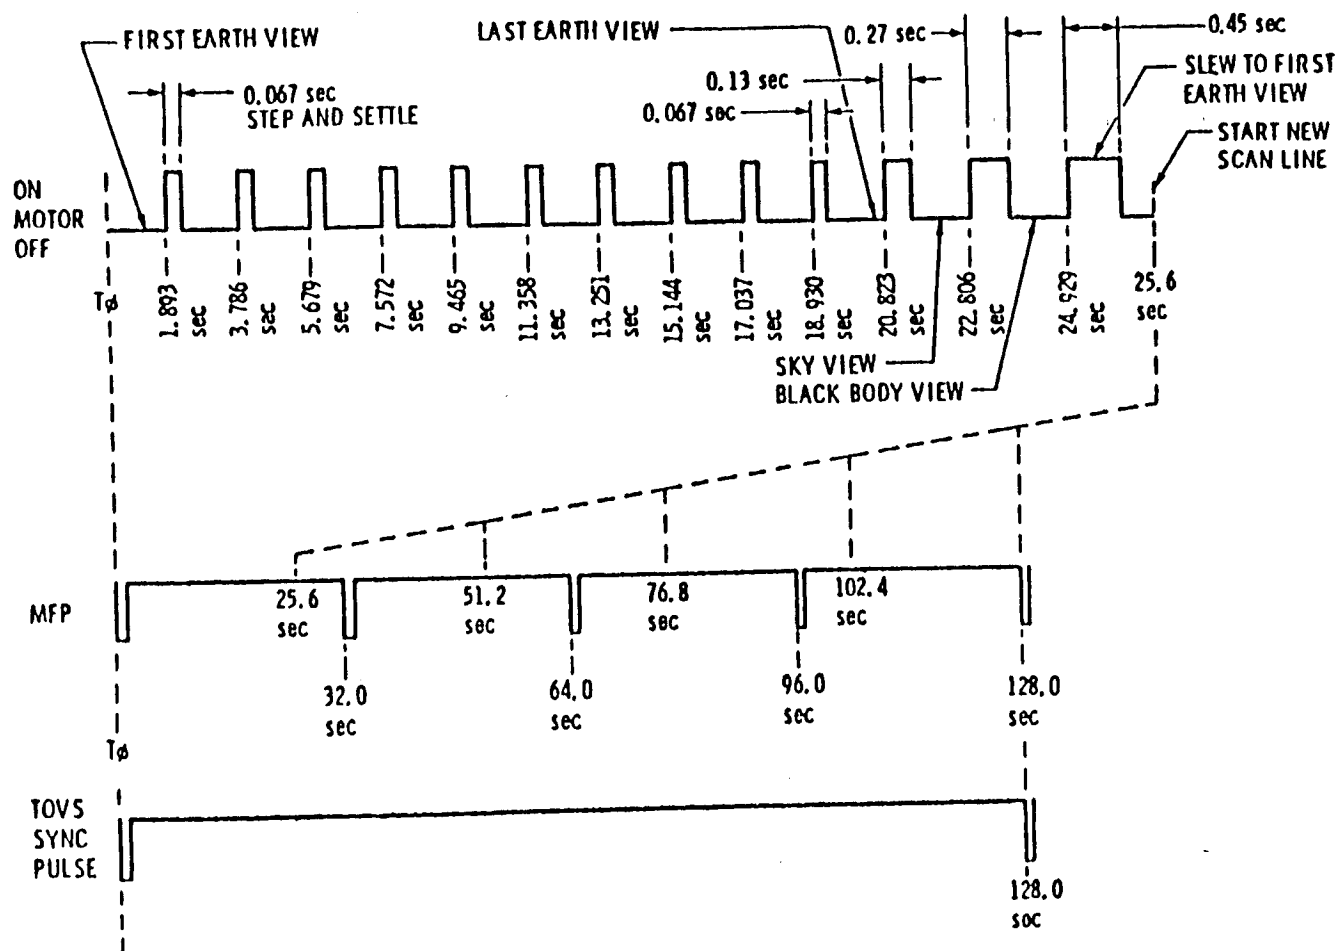 FIRST EARTH VIEW
LAST EARTH VIEW
0.27 sec
0.45 sec
0.067 sec
STEP AND SETTLE
0.13 sec
0.067 sec
SLEW TO FIRST
EARTH VIEW
START NEW
SCAN LINE
ON
MOTOR
OFF
TØ
1.893
sec
3.786
sec
5.679
sec
7.572
sec
9.465
sec
11.358
sec
13.251
sec
15.144
sec
17.037
sec
18.930
sec
20.823
sec
22.806
sec
24.929
sec
25.6
sec
SKY VIEW
BLACK BODY VIEW
MFP
25.6
sec
51.2
sec
76.8
sec
102.4
sec
32.0
sec
64.0
sec
96.0
sec
128.0
sec
TØ
TOVS
SYNC
PULSE
128.0
soc